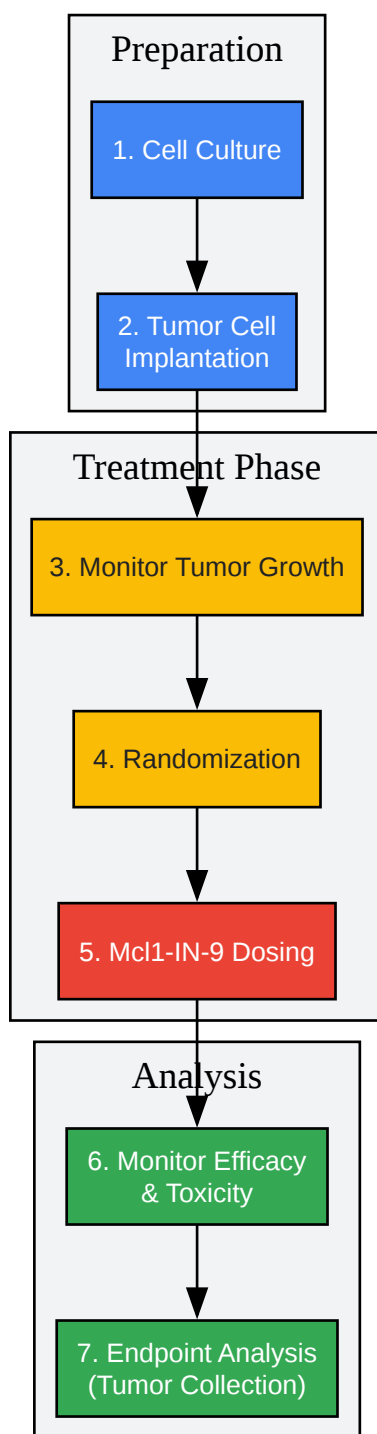 Preparation
1. Cell Culture
2. Tumor Cell
Implantation
Treatment Phase
3. Monitor Tumor Growth
4. Randomization
5. Mcl1-IN-9 Dosing
Analysis
6. Monitor Efficacy
& Toxicity
7. Endpoint Analysis
(Tumor Collection)